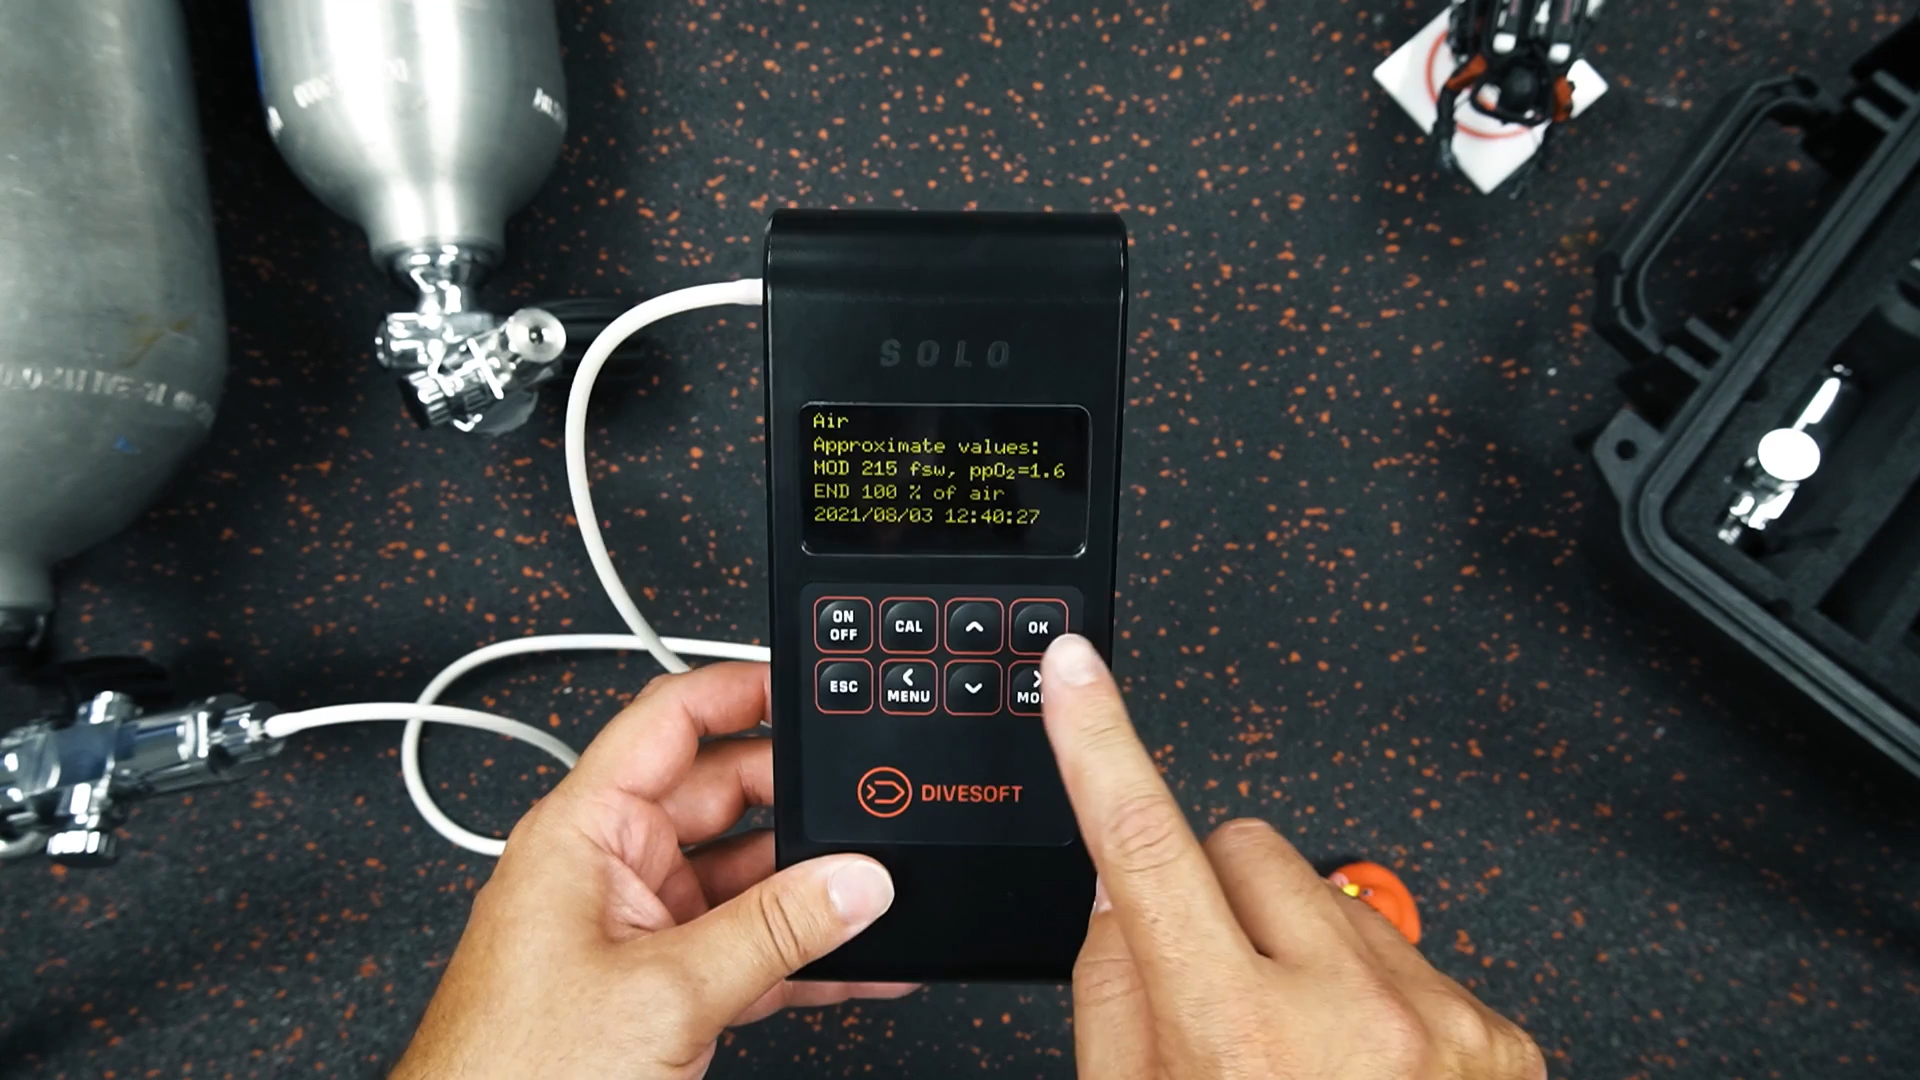 SOLO
Air
Approximate values:
MOD 215 fsw, ppO₂=1.6
END 100 % of air
2021/08/03 12:40:27
ON OFF
CAL
OK
ESC
< MENU
DIVESOFT